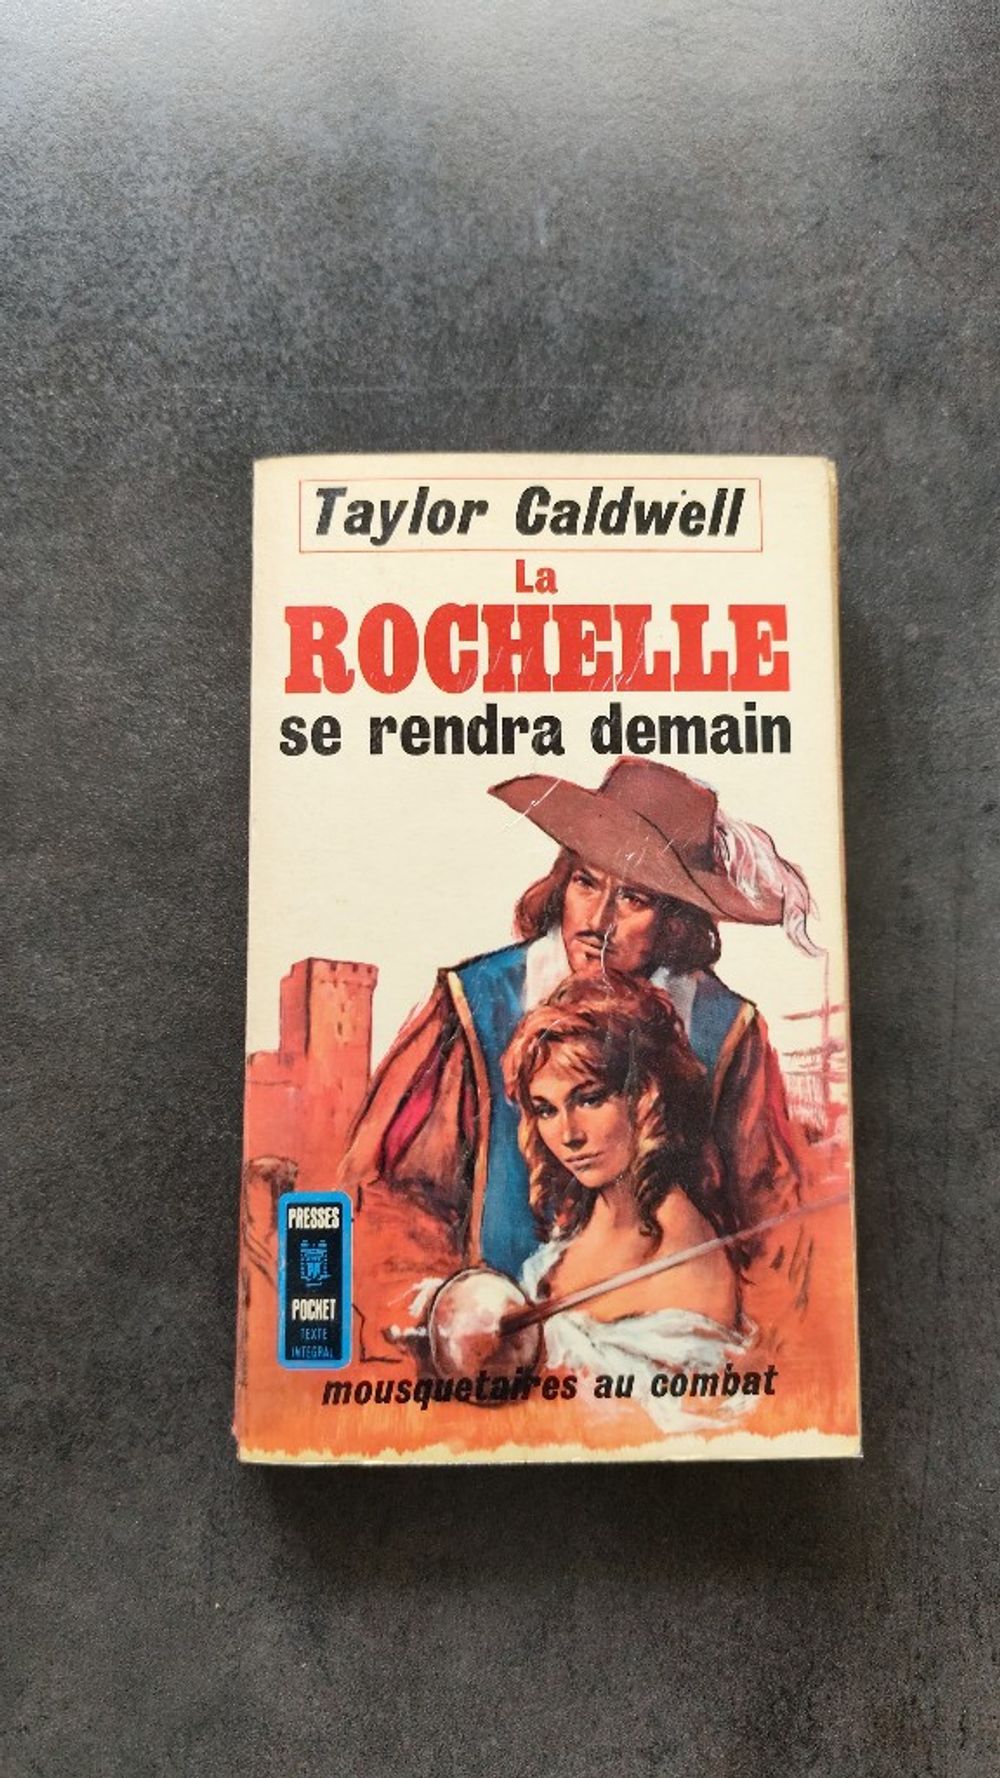 Taylor Caldwell
La
ROCHELLE
se rendra demain
PRESSES
POCKET
TEXTE
INTEGRAL
mousquetaires au combat